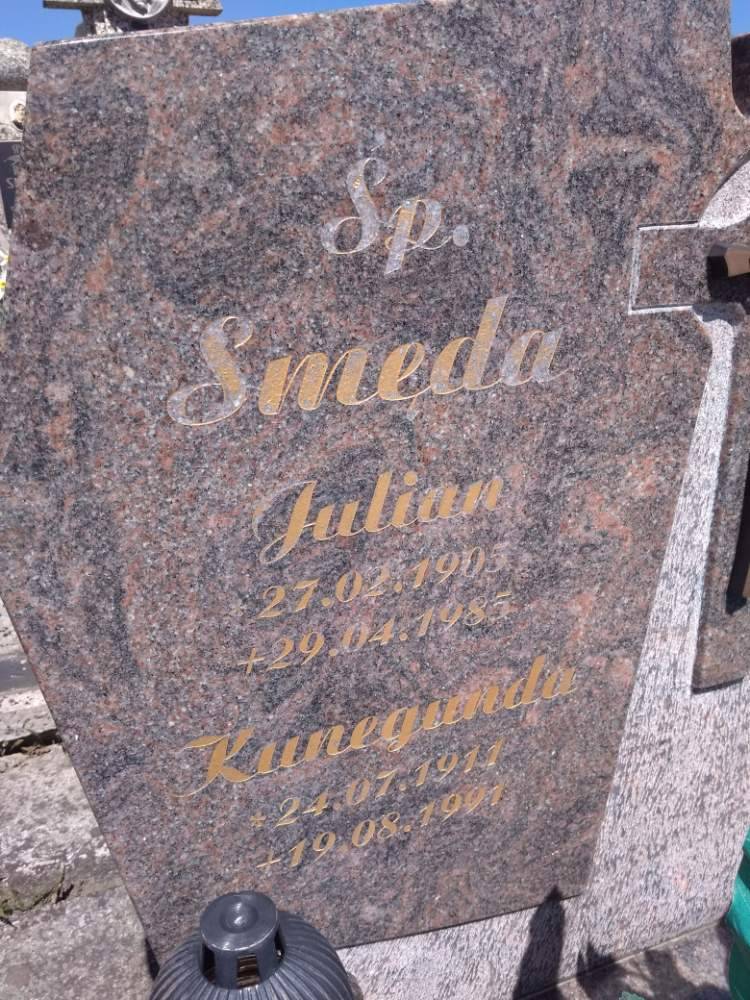 Śp.
Smeda
Julian
27.02.1905
+29.04.1985
Kunegunda
*24.07.1911
+19.08.1991